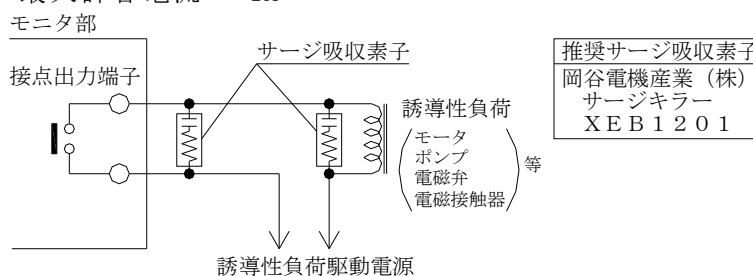 モニタ部
サージ吸収素子
接点出力端子
誘導性負荷
モータ
ポンプ
電磁弁
電磁接触器
等
誘導性負荷駆動電源
推奨サージ吸収素子
岡谷電機産業（株）
サージキラー
ＸＥＢ１２０１